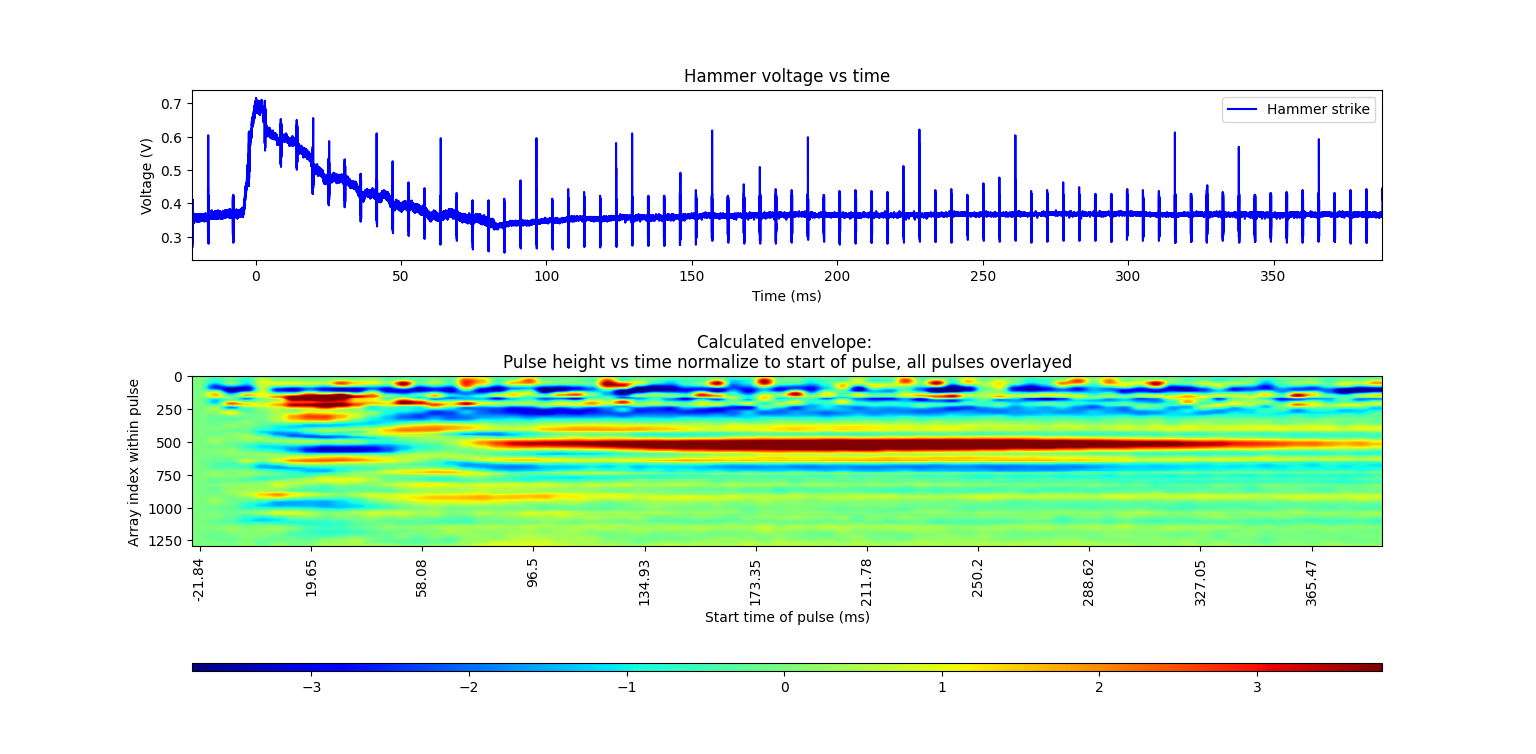 Hammer voltage vs time
Hammer strike
Voltage (V)
0.7
0.6
0.5
0.4
0.3
0 50 100 150 200 250 300 350
Time (ms)
Calculated envelope:
Pulse height vs time normalize to start of pulse, all pulses overlayed
Array index within pulse
0
250
500
750
1000
1250
-21.84 19.65 58.08 96.5 134.93 173.35 211.78 250.2 288.62 327.05 365.47
Start time of pulse (ms)
−3 −2 −1 0 1 2 3